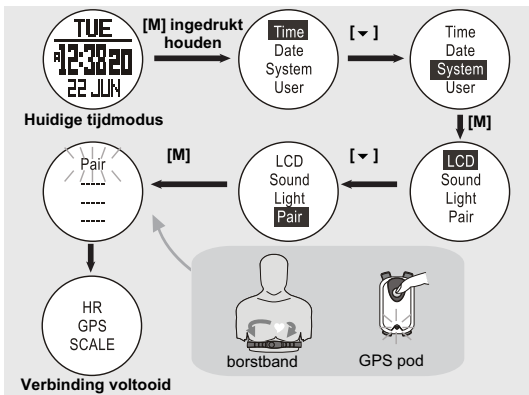 TUE
A12:38 20
22 JUN
Huidige tijdmodus
[M] ingedrukt
houden
Time
Date
System
User
[▼]
Time
Date
System
User
[M]
LCD
Sound
Light
Pair
[▼]
LCD
Sound
Light
Pair
[M]
Pair
-----
-----
-----
HR
GPS
SCALE
Verbinding voltooid
borstband
GPS pod